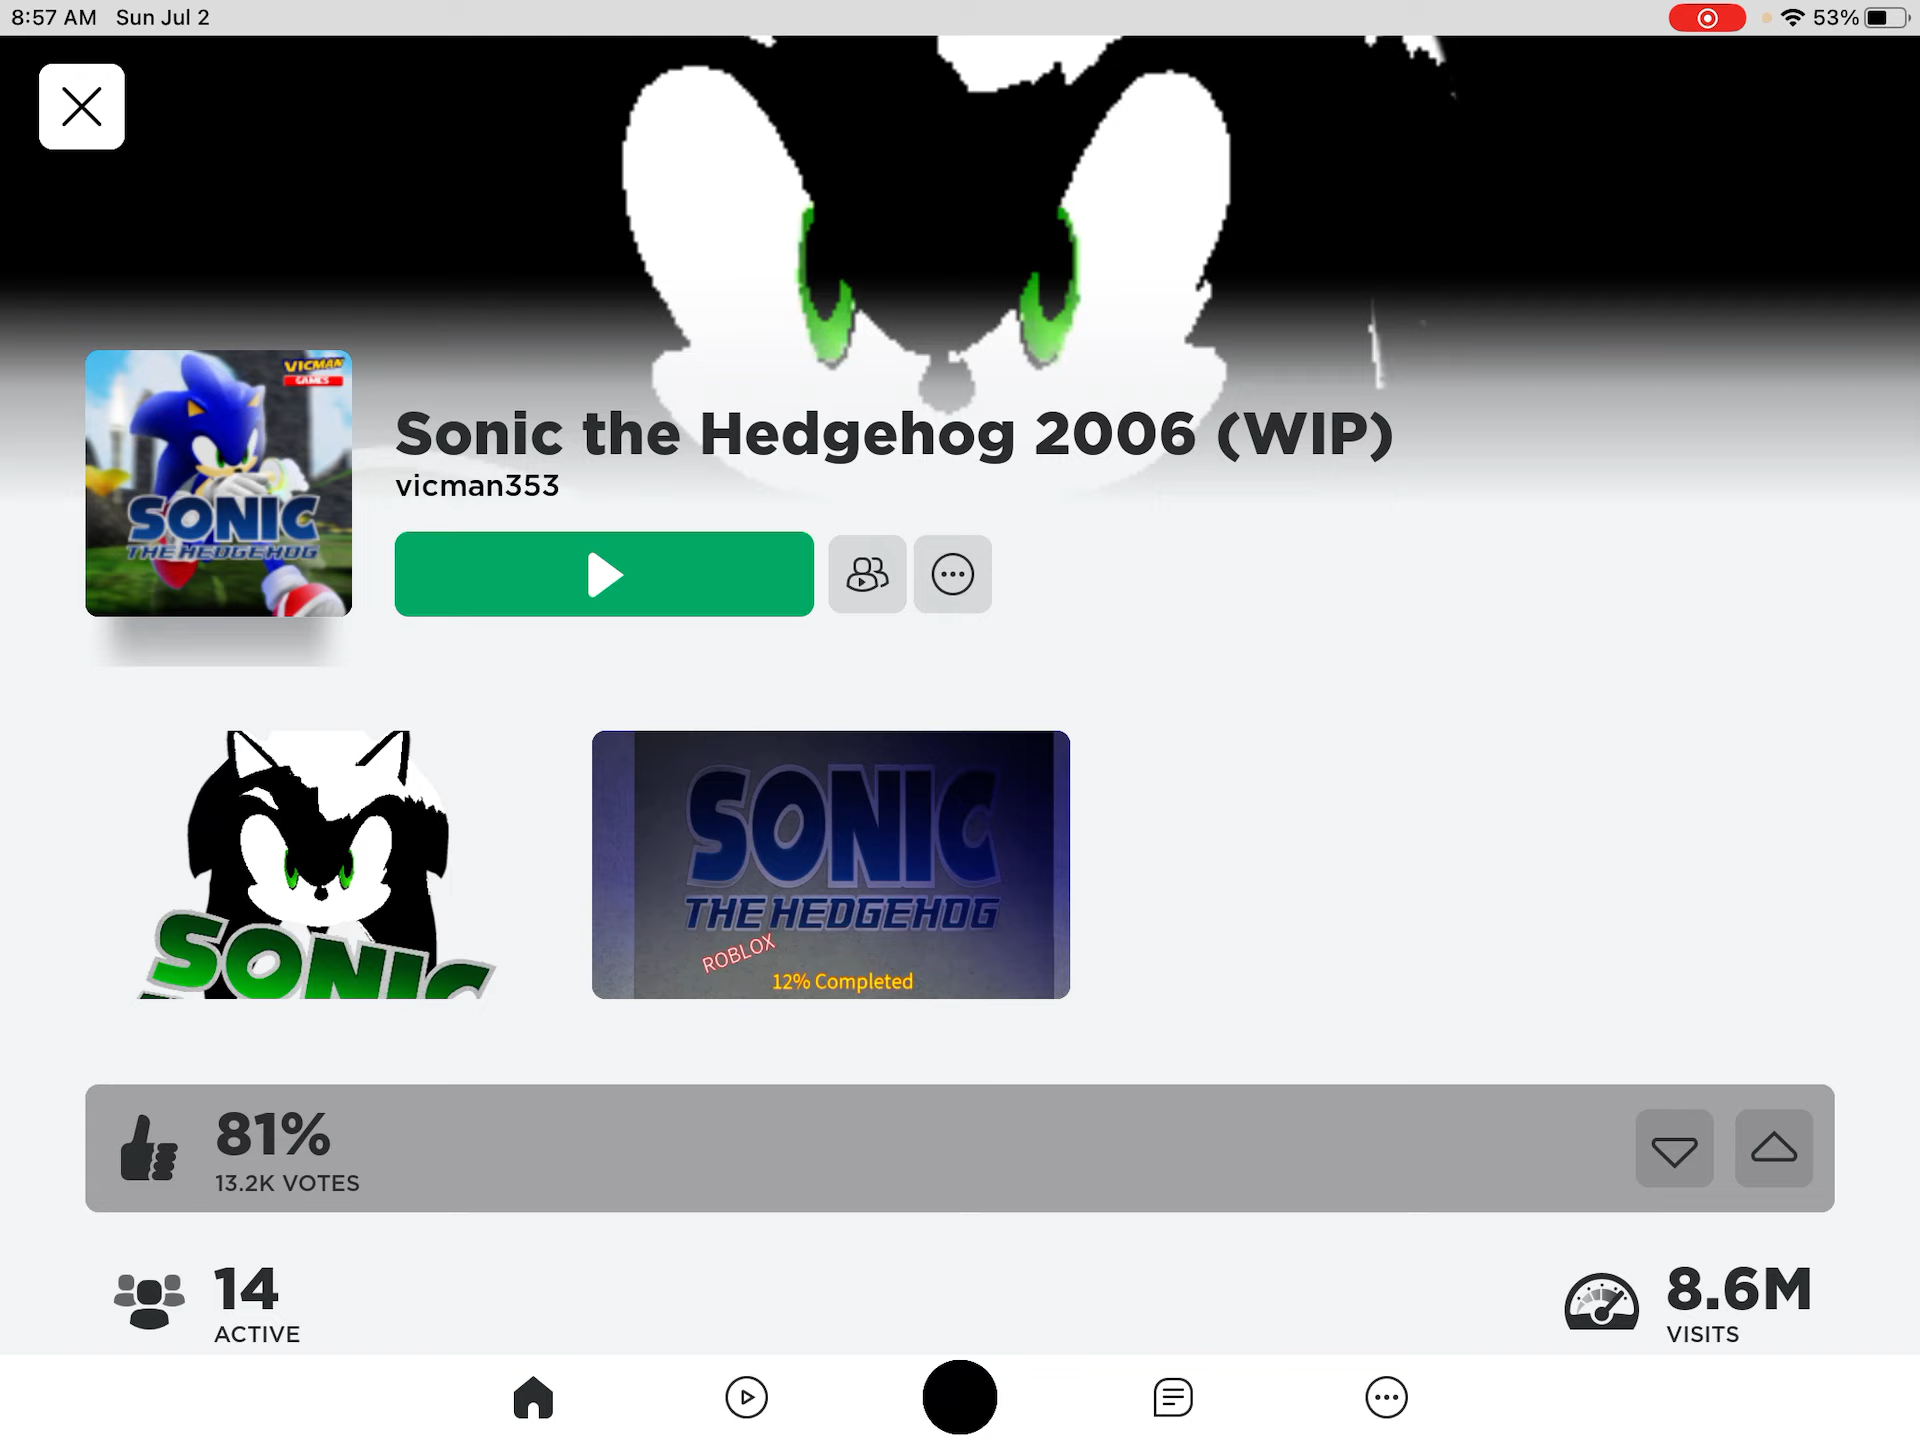 8:57 AM Sun Jul 2
53%
VICMAN
GAMES
SONIC
THE HEDGEHOG
Sonic the Hedgehog 2006 (WIP)
vicman353
SONIC
SONIC
THE HEDGEHOG
ROBLOX
12% Completed
81%
13.2K VOTES
14
ACTIVE
8.6M
VISITS